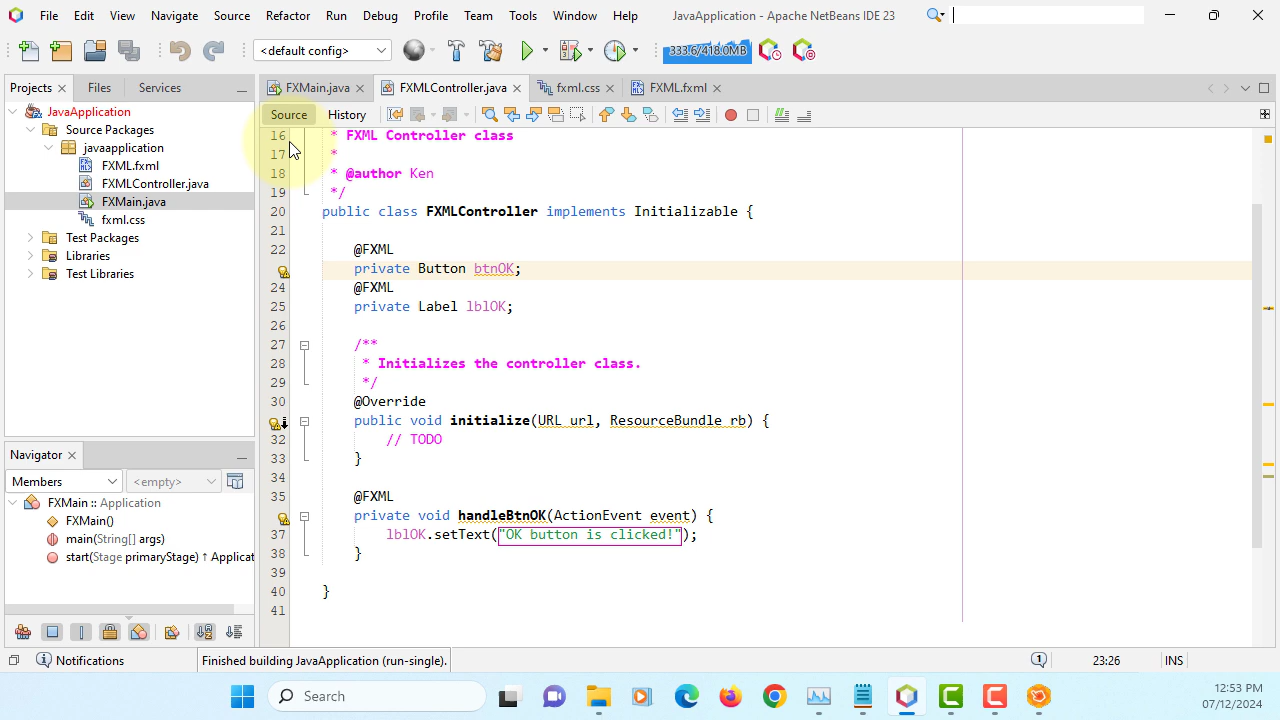 File Edit View Navigate Source Refactor Run Debug Profile Team Tools Window Help JavaApplication - Apache NetBeans IDE 23
<default config> 333.6/418.0MB
Projects Files Services FXMain.java FXMLController.java fxml.css FXML.fxml
Source History
JavaApplication
Source Packages
javaapplication
FXML.fxml
FXMLController.java
FXMain.java
fxml.css
Test Packages
Libraries
Test Libraries
Navigator
Members <empty>
FXMain :: Application
FXMain()
main(String[] args)
start(Stage primaryStage) ↑ Applicat
16 * FXML Controller class
17 *
18 * @author Ken
19 */
20 public class FXMLController implements Initializable {
21
22 @FXML
private Button btnOK;
24 @FXML
25 private Label lblOK;
26
27 /**
28 * Initializes the controller class.
29 */
30 @Override
public void initialize(URL url, ResourceBundle rb) {
32 // TODO
33 }
34
35 @FXML
private void handleBtnOK(ActionEvent event) {
37 lblOK.setText("OK button is clicked!");
38 }
39
40 }
41
Notifications Finished building JavaApplication (run-single). 1 23:26 INS
Search
12:53 PM
07/12/2024